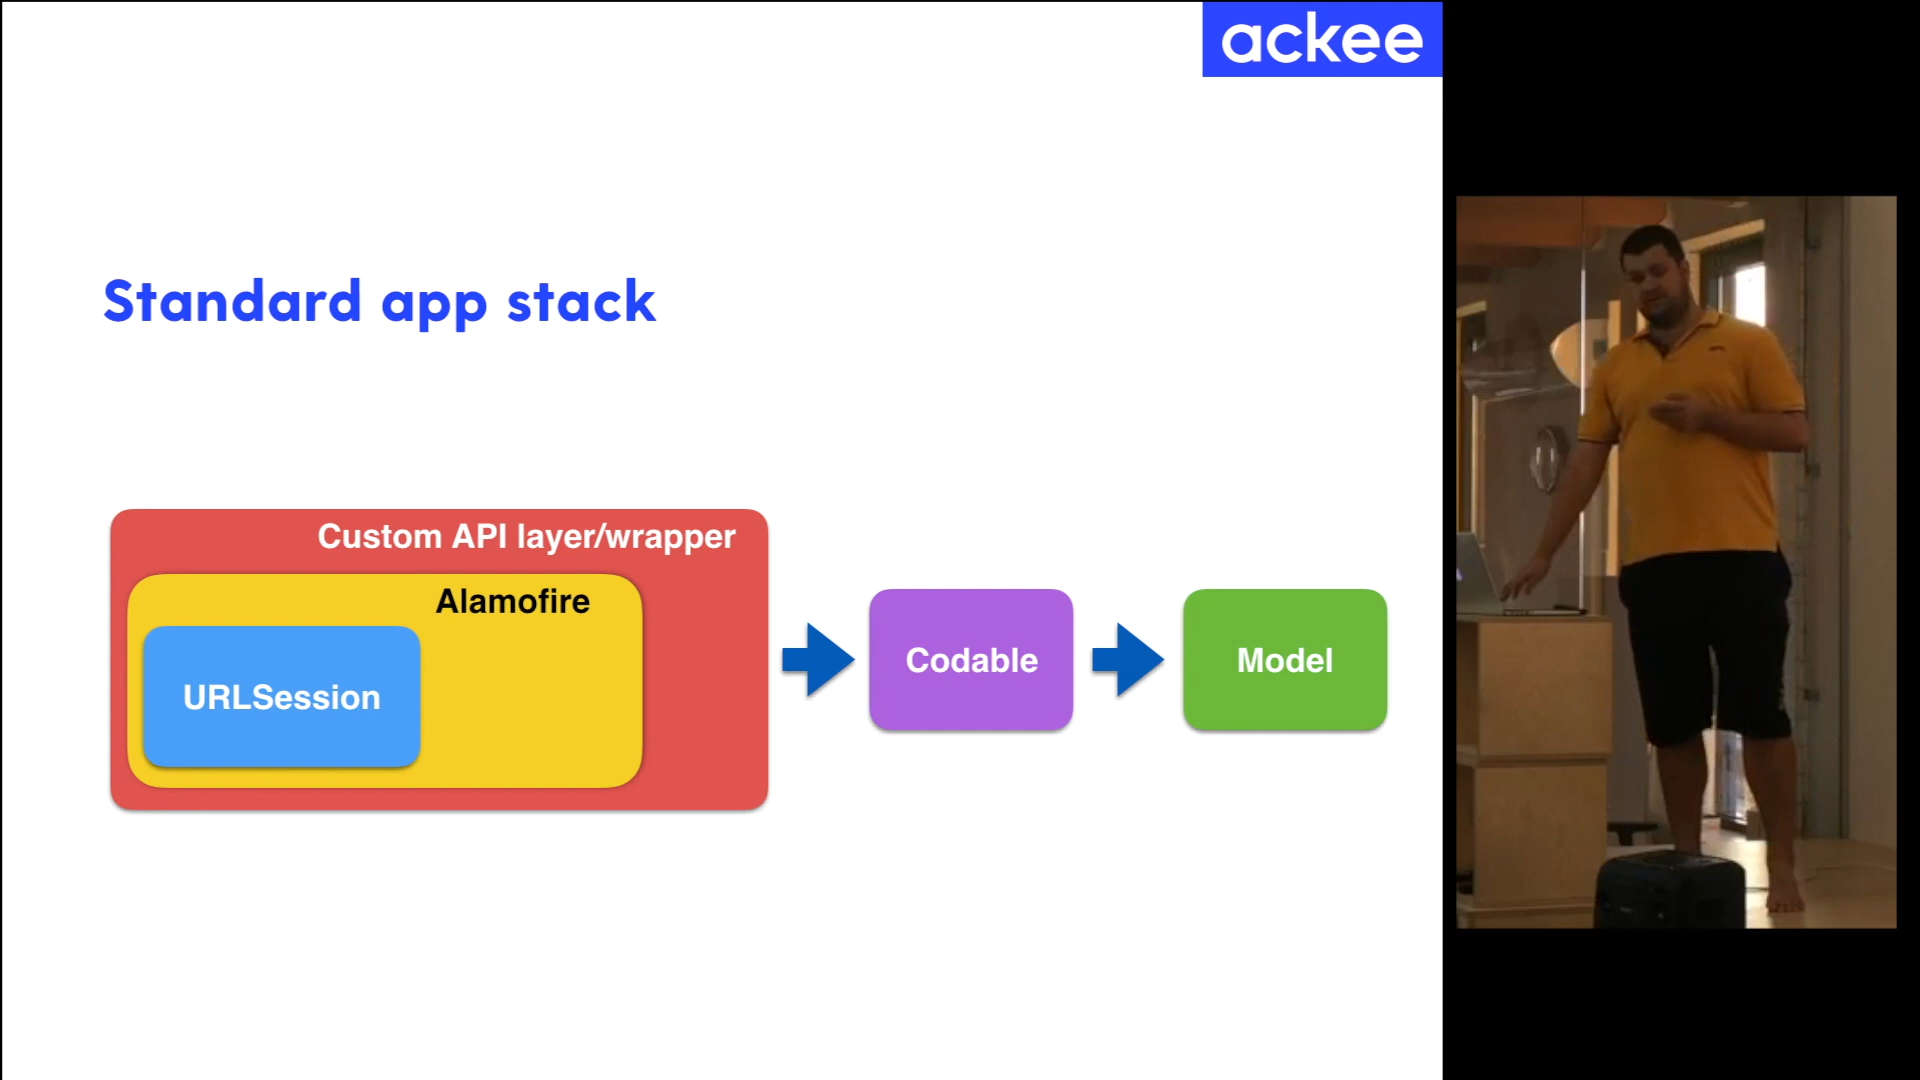 ackee
Standard app stack
Custom API layer/wrapper
Alamofire
URLSession
Codable
Model